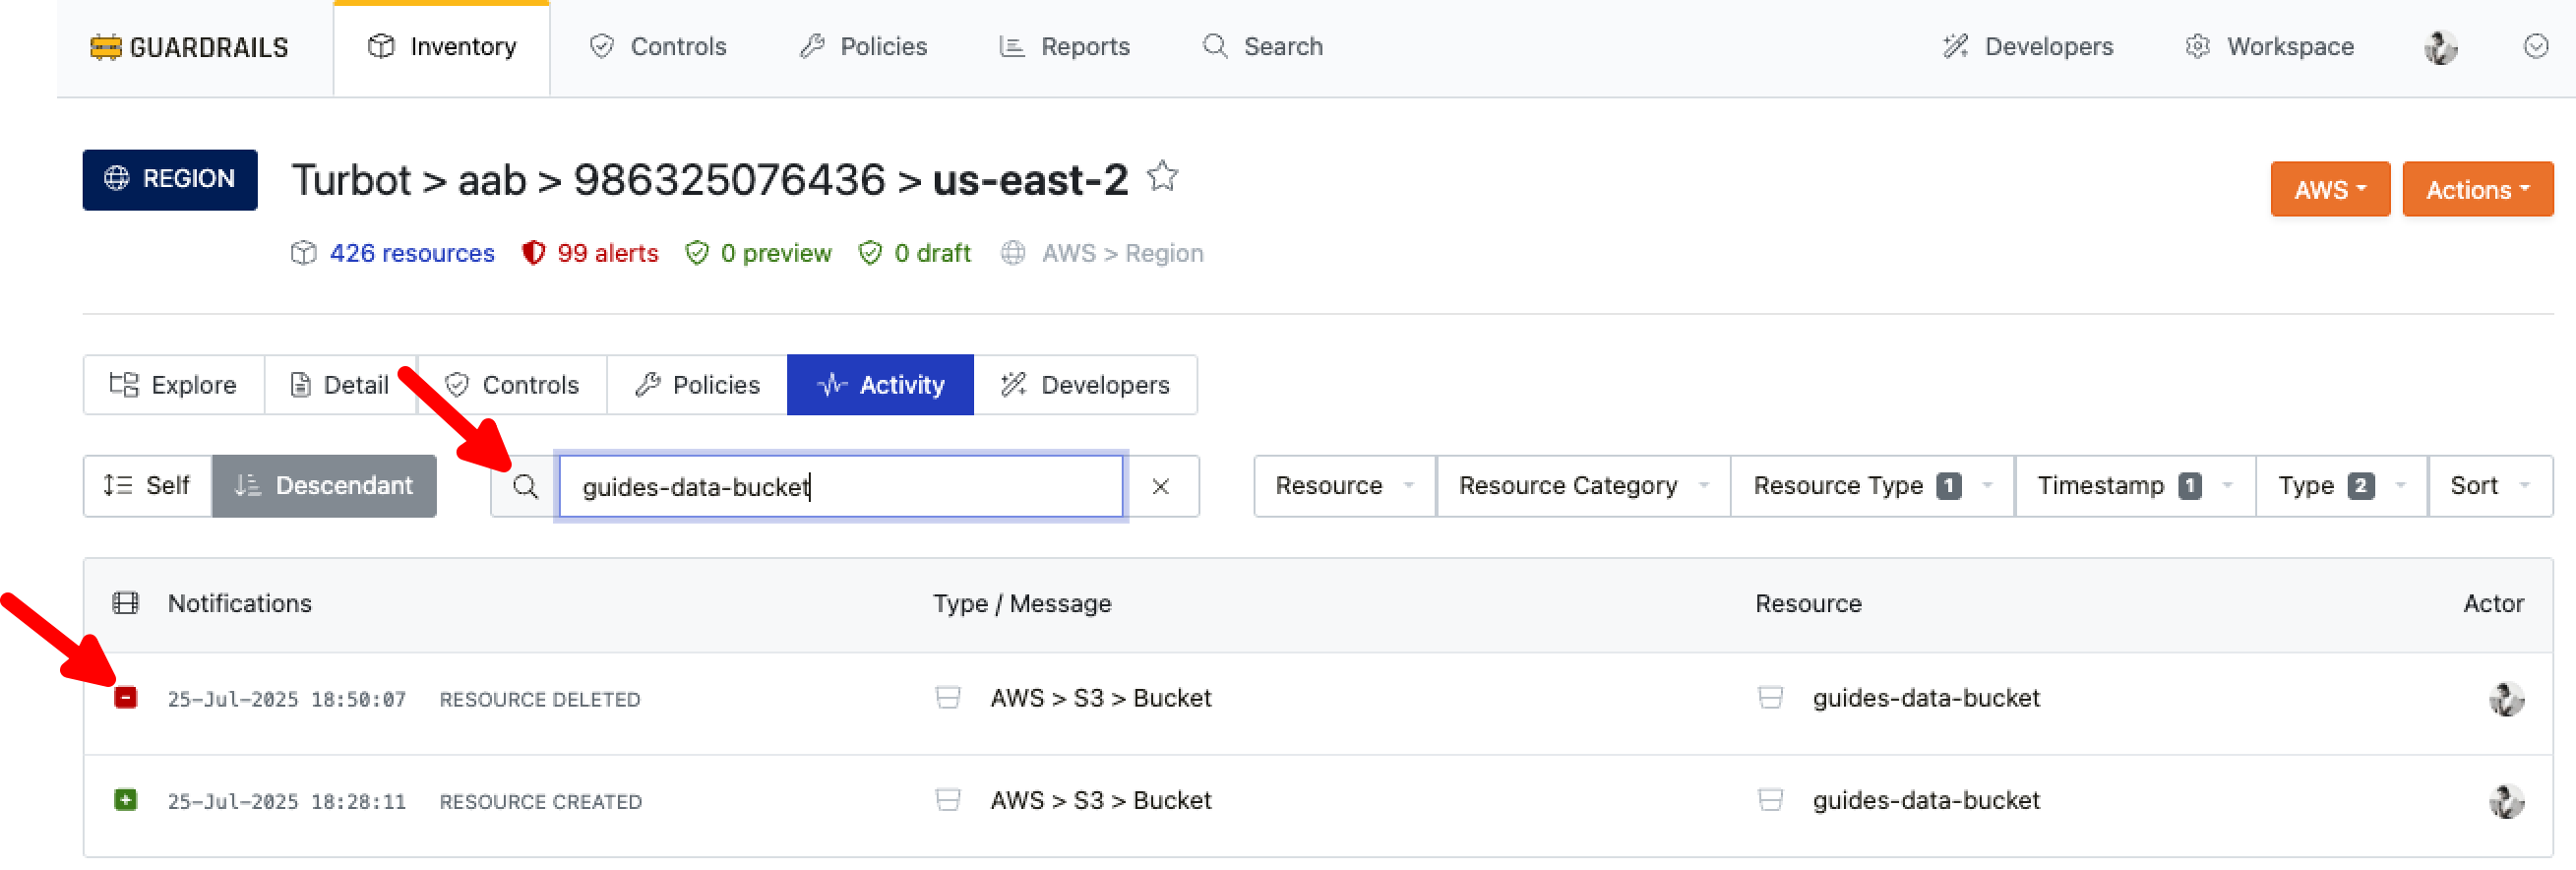 GUARDRAILS Inventory Controls Policies Reports Search Developers Workspace
REGION Turbot > aab > 986325076436 > us-east-2
AWS Actions
426 resources 99 alerts 0 preview 0 draft AWS > Region
Explore Detail Controls Policies Activity Developers
Self Descendant guides-data-bucket Resource Resource Category Resource Type 1 Timestamp 1 Type 2 Sort
Notifications Type / Message Resource Actor
25-Jul-2025 18:50:07 RESOURCE DELETED AWS > S3 > Bucket guides-data-bucket
25-Jul-2025 18:28:11 RESOURCE CREATED AWS > S3 > Bucket guides-data-bucket